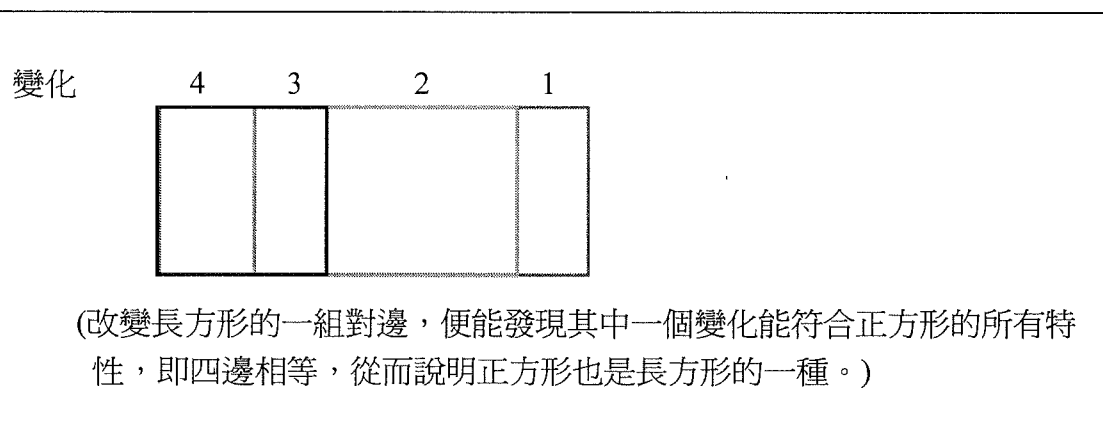 變化 4 3 2 1
(改變長方形的一組對邊，便能發現其中一個變化能符合正方形的所有特
性，即四邊相等，從而說明正方形也是長方形的一種。)